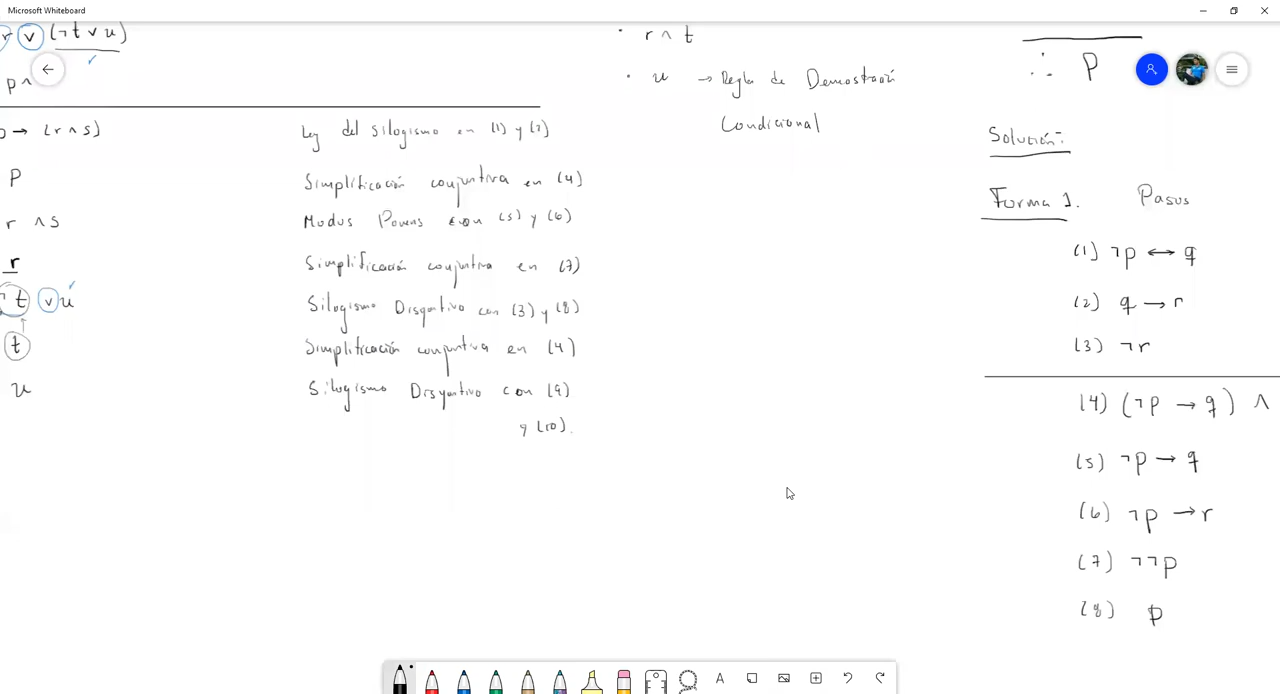 Microsoft Whiteboard
r ∨ (¬t ∨ u)
p ∧
→ (r ∧ s)
p
r ∧ s
r
¬t ∨ u
t
u
Ley del Silogismo en (1) y (2)
Simplificación conjuntiva en (4)
Modus Ponens con (5) y (6)
Simplificación conjuntiva en (7)
Silogismo Disyuntivo con (3) y (8)
Simplificación conjuntiva en (4)
Silogismo Disyuntivo con (9)
y (10).
· r ∧ t
· u → Regla de Demostración
Condicional
∴ p
Solución:
Forma 1. Pasos
(1) ¬p ↔ q
(2) q → r
(3) ¬r
(4) (¬p → q) ∧
(5) ¬p → q
(6) ¬p → r
(7) ¬¬p
(8) p